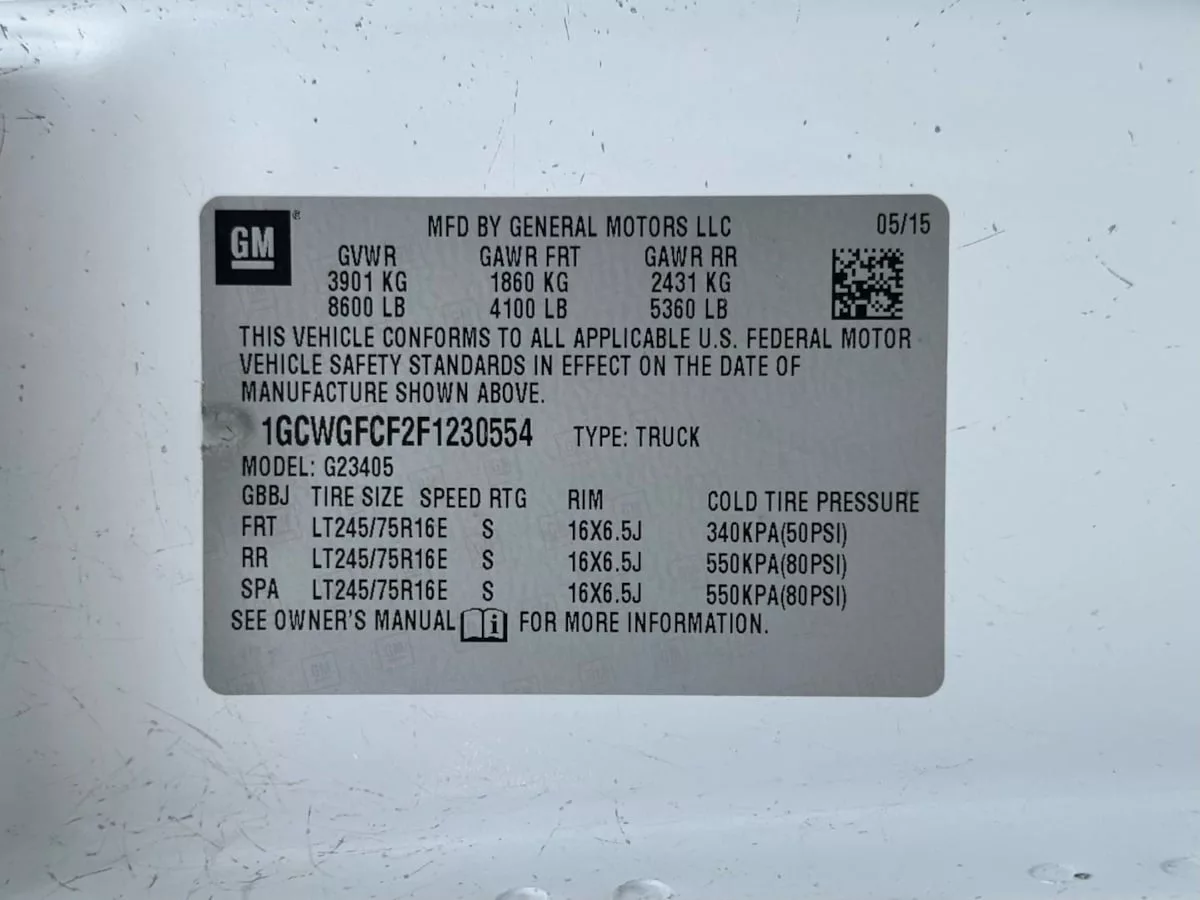 GM ®
MFD BY GENERAL MOTORS LLC 05/15
GVWR GAWR FRT GAWR RR
3901 KG 1860 KG 2431 KG
8600 LB 4100 LB 5360 LB
THIS VEHICLE CONFORMS TO ALL APPLICABLE U.S. FEDERAL MOTOR
VEHICLE SAFETY STANDARDS IN EFFECT ON THE DATE OF
MANUFACTURE SHOWN ABOVE.
1GCWGFCF2F1230554 TYPE: TRUCK
MODEL: G23405
GBBJ TIRE SIZE SPEED RTG RIM COLD TIRE PRESSURE
FRT LT245/75R16E S 16X6.5J 340KPA(50PSI)
RR LT245/75R16E S 16X6.5J 550KPA(80PSI)
SPA LT245/75R16E S 16X6.5J 550KPA(80PSI)
SEE OWNER'S MANUAL i FOR MORE INFORMATION.